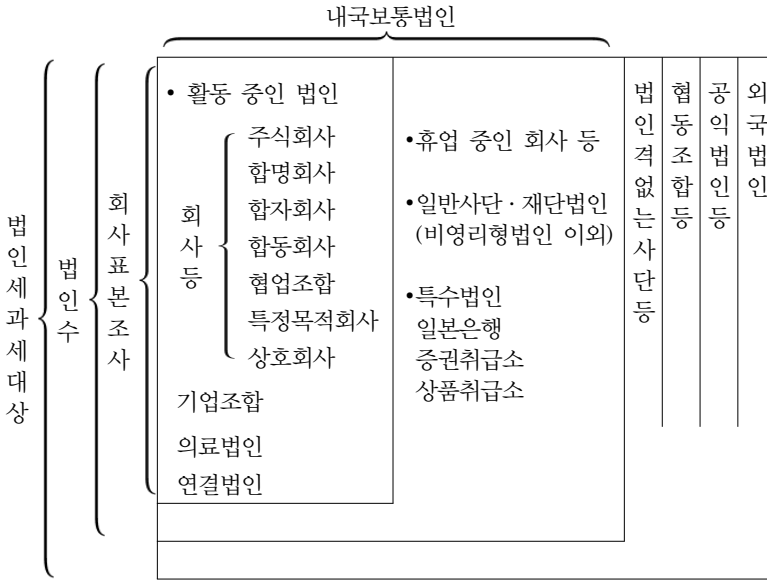 내국보통법인
법인세과세대상
법인수
회사표본조사
• 활동 중인 법인
회사등
주식회사
합명회사
합자회사
합동회사
협업조합
특정목적회사
상호회사
기업조합
의료법인
연결법인
•휴업 중인 회사 등
•일반사단·재단법인
(비영리형법인 이외)
•특수법인
일본은행
증권취급소
상품취급소
법인격없는사단등
협동조합등
공익법인등
외국법인